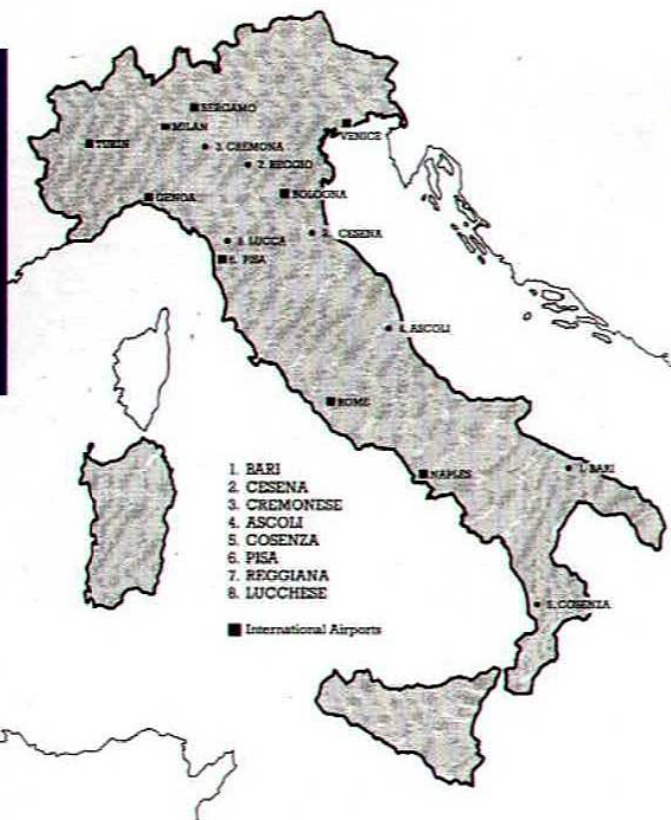 BERGAMO
MILAN
VENICE
TURIN
3. CREMONA
2. REGGIO
GENOA
BOLOGNA
2. CESENA
8. LUCCA
6. PISA
4. ASCOLI
ROME
1. BARI
NAPLES
1. BARI
2. CESENA
3. CREMONESE
4. ASCOLI
5. COSENZA
6. PISA
7. REGGIANA
8. LUCCHESE
International Airports
5. COSENZA